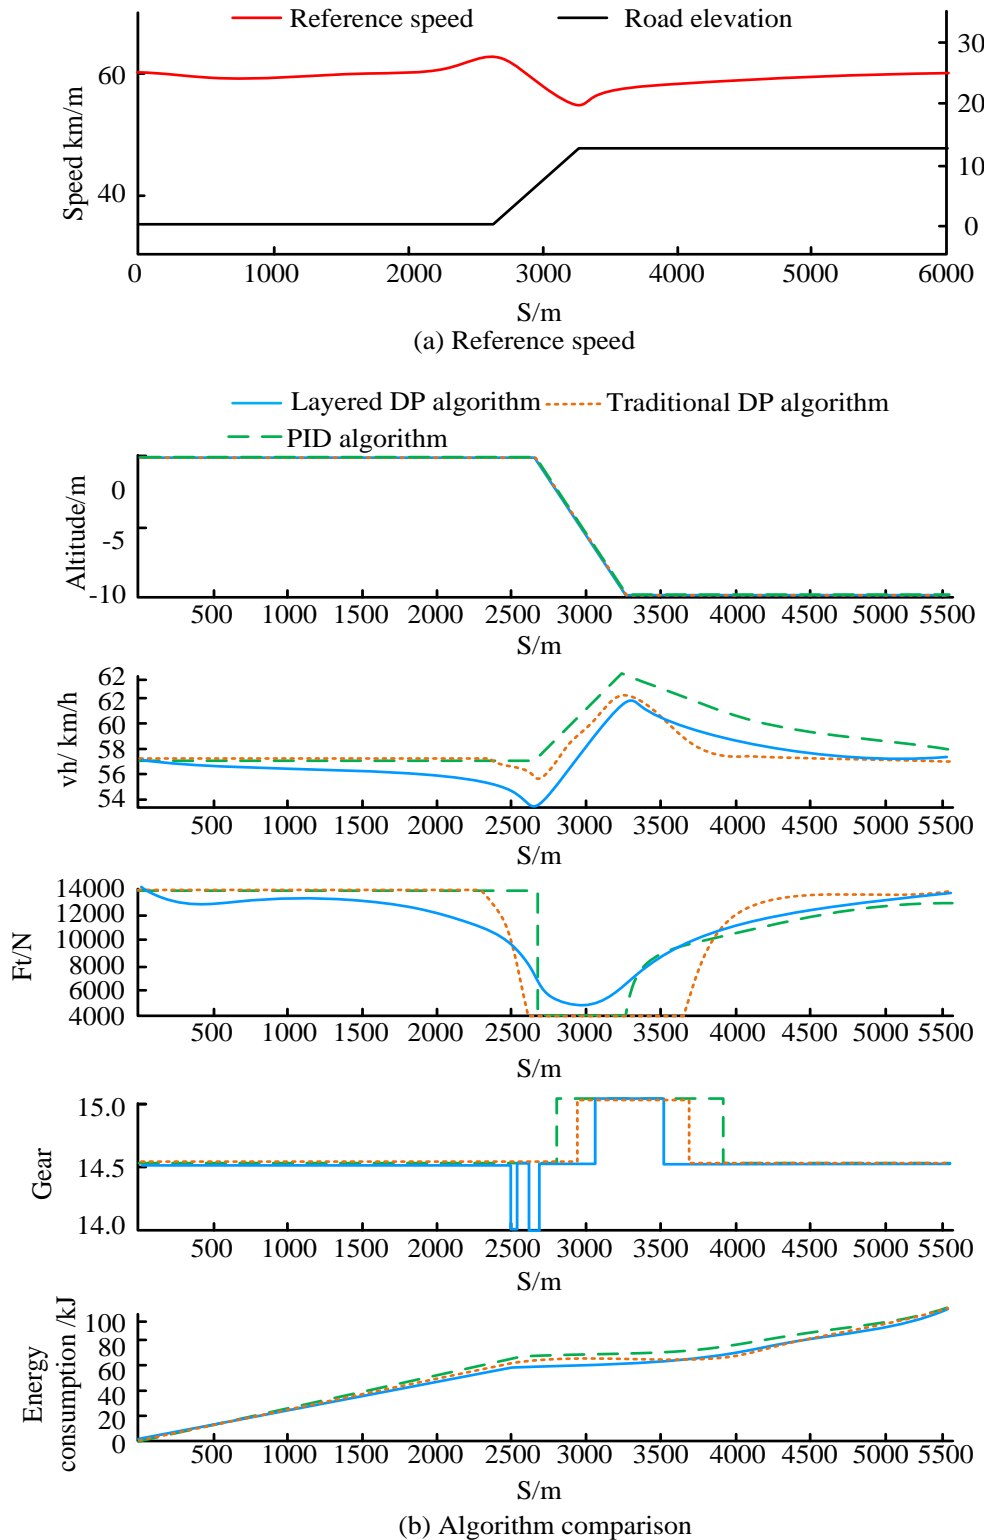 Reference speed Road elevation
Speed km/m
60
40
30
20
10
0
0 1000 2000 3000 4000 5000 6000
S/m
(a) Reference speed
Layered DP algorithm Traditional DP algorithm
PID algorithm
Altitude/m
0
-5
-10
500 1000 1500 2000 2500 3000 3500 4000 4500 5000 5500
S/m
vh/ km/h
62
62
60
58
56
54
500 1000 1500 2000 2500 3000 3500 4000 4500 5000 5500
S/m
Ft/N
14000
12000
10000
8000
6000
4000
500 1000 1500 2000 2500 3000 3500 4000 4500 5000 5500
S/m
Gear
15.0
14.5
14.0
500 1000 1500 2000 2500 3000 3500 4000 4500 5000 5500
S/m
Energy
consumption /kJ
100
80
60
40
20
0
500 1000 1500 2000 2500 3000 3500 4000 4500 5000 5500
S/m
(b) Algorithm comparison